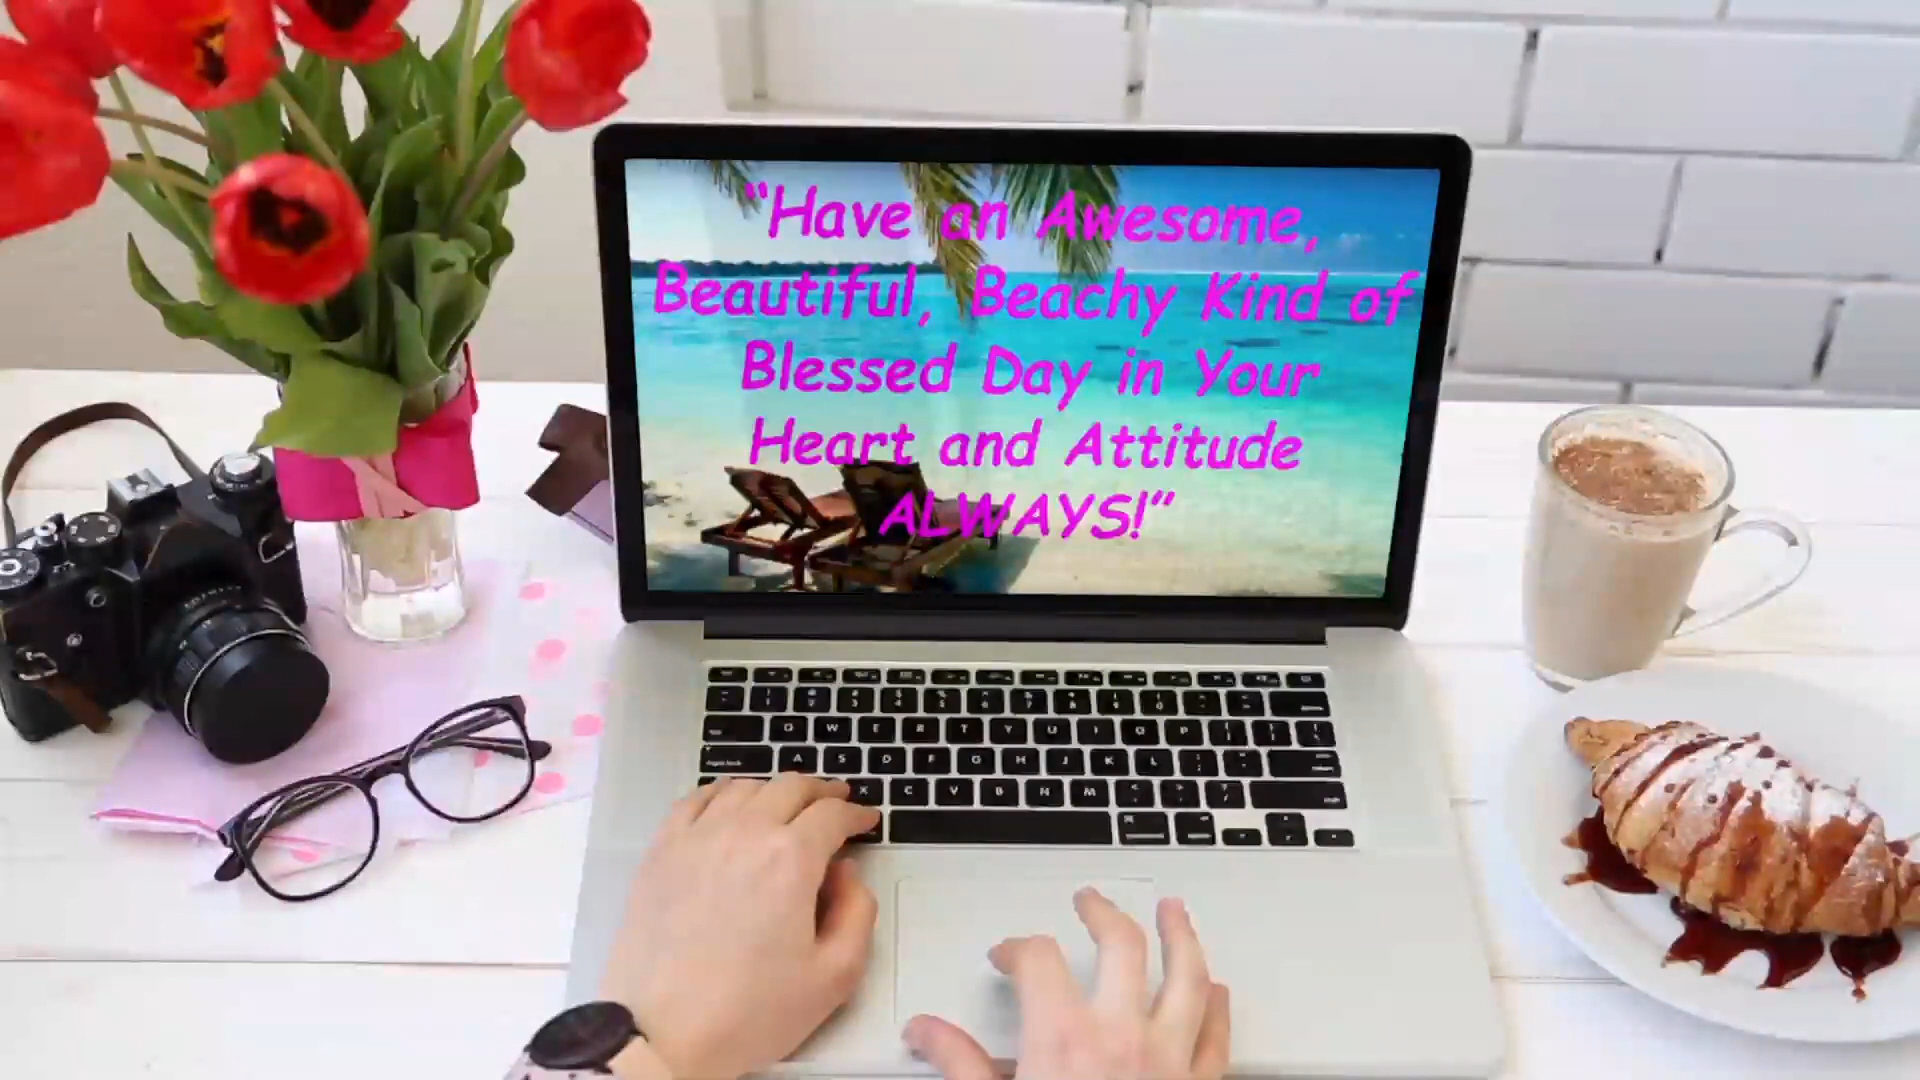 “Have an Awesome,
Beautiful, Beachy Kind of
Blessed Day in Your
Heart and Attitude
ALWAYS!”
Q W E R T Y U I O P
A S D F G H J K L
X C V B N M